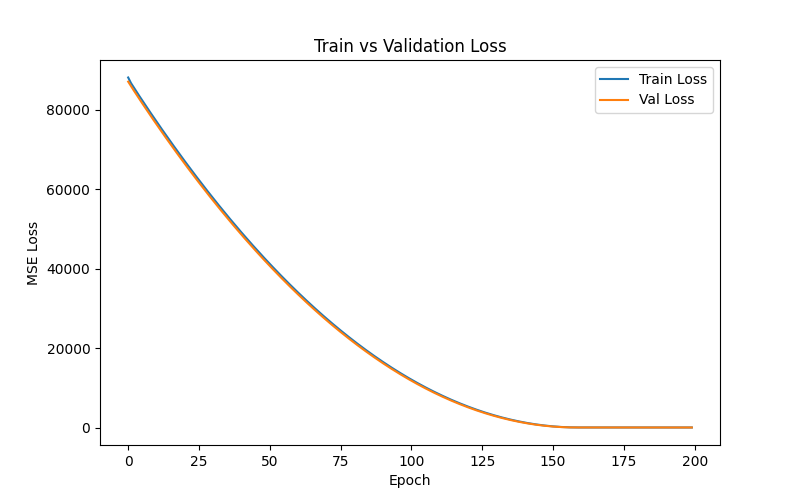 Train vs Validation Loss
Train Loss
Val Loss
80000
60000
40000
20000
0
MSE Loss
0 25 50 75 100 125 150 175 200
Epoch